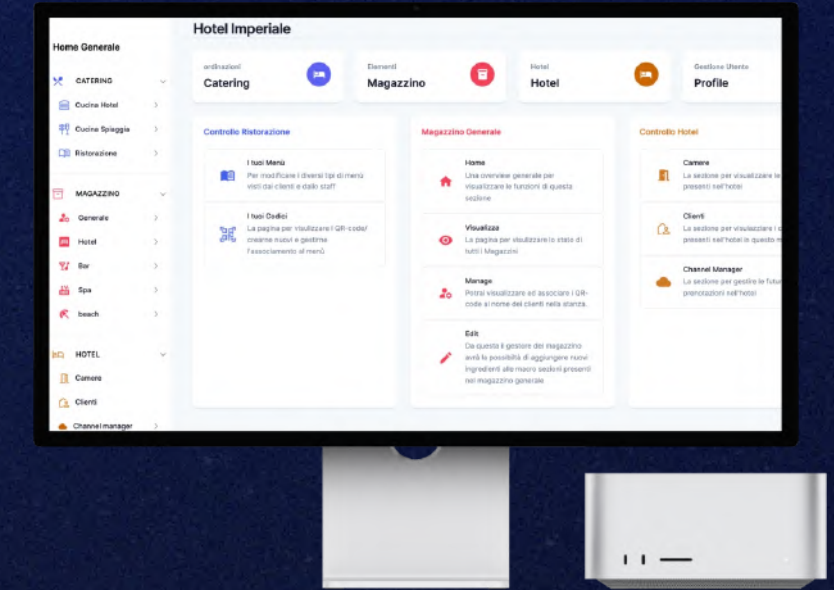 Hotel Imperiale
Home Generale
CATERING
Cucina Hotel
Cucina Spiaggia
Ristorazione
MAGAZZINO
Generale
Hotel
Bar
Spa
beach
HOTEL
Camere
Clienti
Channel manager
ordinazioni
Catering
Elementi
Magazzino
Hotel
Hotel
Gestione Utente
Profile
Controllo Ristorazione
I tuoi Menù
Per modificare i diversi tipi di menù
visti dai clienti e dallo staff
I tuoi Codici
La pagina per visulizzare i QR-code/
crearne nuovi e gestirne
l'associamento al menù
Magazzino Generale
Home
Una overview generale per
visualizzare le funzioni di questa
sezione
Visualizza
La pagina per visulizzare lo stato di
tutti i Magazzini
Manage
Potrai visualizzare ed associare i QR-
code al nome dei clienti nella stanza.
Edit
Da questa il gestore del magazzino
avrà la possibiltà di aggiungere nuovi
ingredienti alle macro sezioni presenti
nel magazzino generale
Controllo Hotel
Camere
La sezione per visualizzare le
presenti nell'hotel
Clienti
La sezione per visulazzare i c
presenti nell'hotel in questo m
Channel Manager
La sezione per gestire le futur
prenotazioni nell'hotel